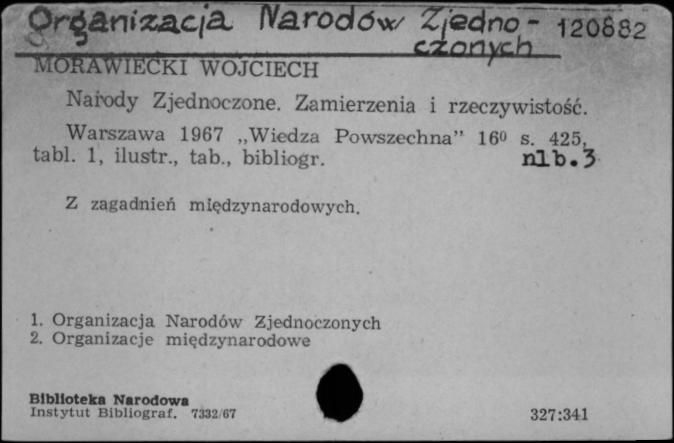 Organizacja Narodów Zjedno- 120882
czonych
MORAWIECKI WOJCIECH
Narody Zjednoczone. Zamierzenia i rzeczywistość.
Warszawa 1967 „Wiedza Powszechna” 16⁰ s. 425,
tabl. 1, ilustr., tab., bibliogr. nlb.3
Z zagadnień międzynarodowych.
1. Organizacja Narodów Zjednoczonych
2. Organizacje międzynarodowe
Biblioteka Narodowa
Instytut Bibliograf. 7332/67 327:341